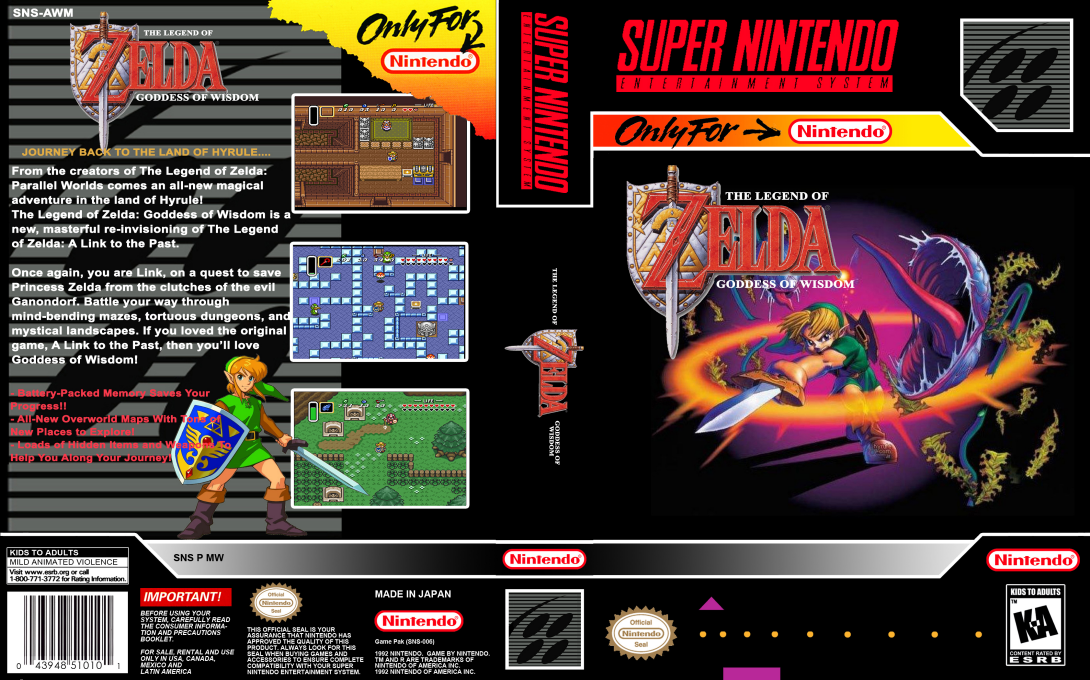 SNS-AWM
THE LEGEND OF
ZELDA
GODDESS OF WISDOM
Only For
Nintendo
JOURNEY BACK TO THE LAND OF HYRULE....
From the creators of The Legend of Zelda:
Parallel Worlds comes an all-new magical
adventure in the land of Hyrule!
The Legend of Zelda: Goddess of Wisdom is a
new, masterful re-invisioning of The Legend
of Zelda: A Link to the Past.
Once again, you are Link, on a quest to save
Princess Zelda from the clutches of the evil
Ganondorf. Battle your way through
mind-bending mazes, tortuous dungeons, and
mystical landscapes. If you loved the original
game, A Link to the Past, then you'll love
Goddess of Wisdom!
- Battery-Packed Memory Saves Your
Progress!!
- All-New Overworld Maps With Tons of
New Places to Explore!
- Loads of Hidden Items and Weapons To
Help You Along Your Journey!
KIDS TO ADULTS
MILD ANIMATED VIOLENCE
Visit www.esrb.org or call
1-800-771-3772 for Rating Information.
0 43948 51010 1
SNS P MW
IMPORTANT!
BEFORE USING YOUR
SYSTEM, CAREFULLY READ
THE CONSUMER INFORMA-
TION AND PRECAUTIONS
BOOKLET.
FOR SALE, RENTAL AND USE
ONLY IN USA, CANADA,
MEXICO AND
LATIN AMERICA
Official
Nintendo
Seal
THIS OFFICIAL SEAL IS YOUR
ASSURANCE THAT NINTENDO HAS
APPROVED THE QUALITY OF THIS
PRODUCT. ALWAYS LOOK FOR THIS
SEAL WHEN BUYING GAMES AND
ACCESSORIES TO ENSURE COMPLETE
COMPATIBILITY WITH YOUR SUPER
NINTENDO ENTERTAINMENT SYSTEM.
MADE IN JAPAN
Nintendo
Game Pak (SNS-006)
1992 NINTENDO. GAME BY NINTENDO.
TM AND R ARE TRADEMARKS OF
NINTENDO OF AMERICA INC.
1992 NINTENDO OF AMERICA INC.
SUPER NINTENDO
ENTERTAINMENT SYSTEM
THE LEGEND OF
ZELDA
GODDESS OF
WISDOM
Nintendo
SUPER NINTENDO
ENTERTAINMENT SYSTEM
Only For
Nintendo
THE LEGEND OF
ZELDA
GODDESS OF WISDOM
Nintendo
Official
Nintendo
Seal
KIDS TO ADULTS
TM
KA
CONTENT RATED BY
ESRB